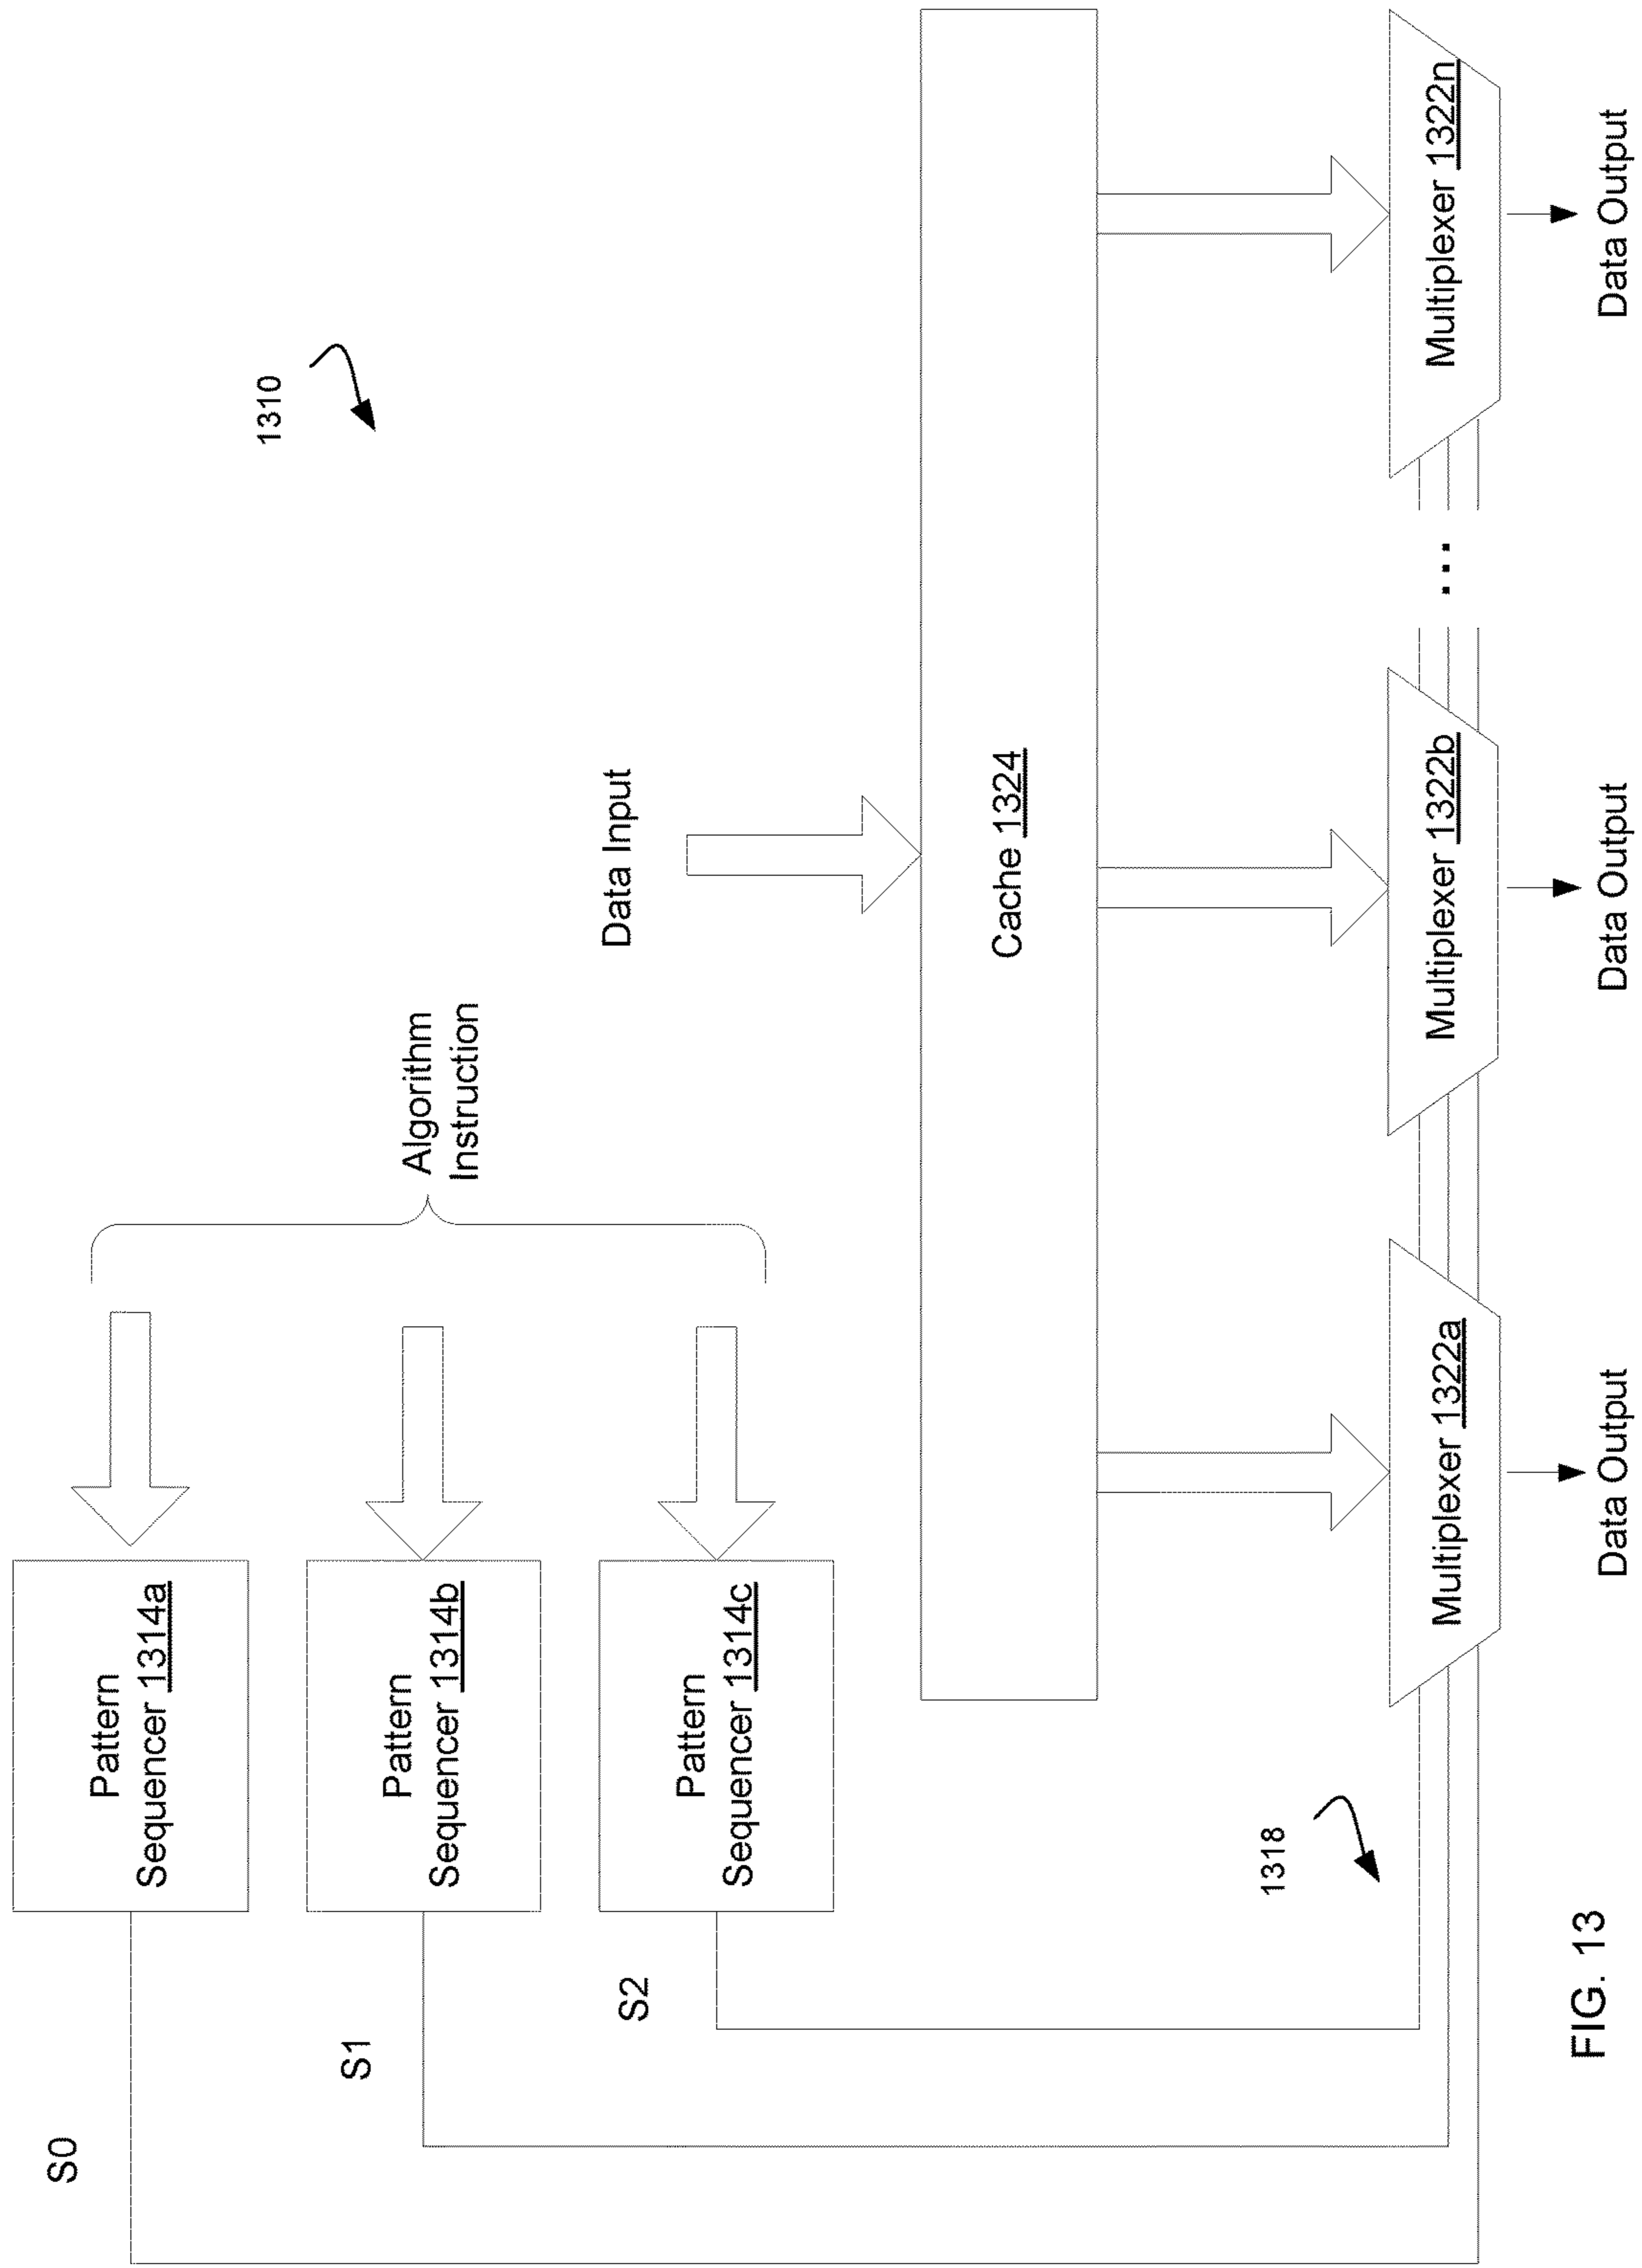 S0
Pattern
Sequencer 1314a
S1
Pattern
Sequencer 1314b
Algorithm
Instruction
S2
Pattern
Sequencer 1314c
1310
Data Input
Cache 1324
1318
Multiplexer 1322a
Multiplexer 1322b
...
Multiplexer 1322n
Data Output
Data Output
Data Output
FIG. 13